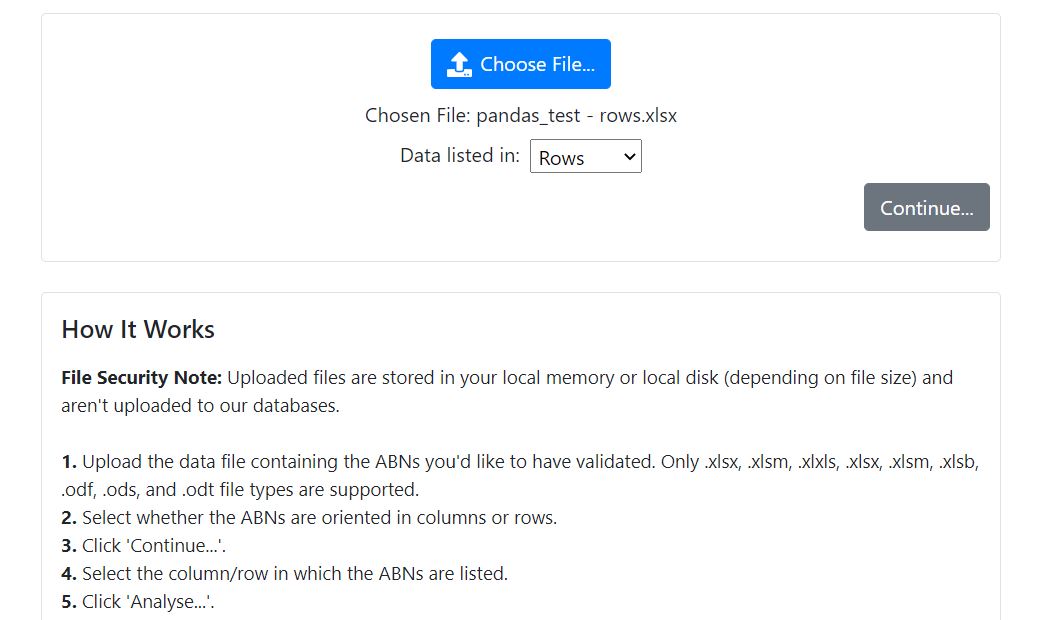 Choose File...
Chosen File: pandas_test - rows.xlsx
Data listed in: Rows
Continue...
How It Works
File Security Note: Uploaded files are stored in your local memory or local disk (depending on file size) and
aren't uploaded to our databases.
1. Upload the data file containing the ABNs you'd like to have validated. Only .xlsx, .xlsm, .xlxls, .xlsx, .xlsm, .xlsb,
.odf, .ods, and .odt file types are supported.
2. Select whether the ABNs are oriented in columns or rows.
3. Click 'Continue...'.
4. Select the column/row in which the ABNs are listed.
5. Click 'Analyse...'.